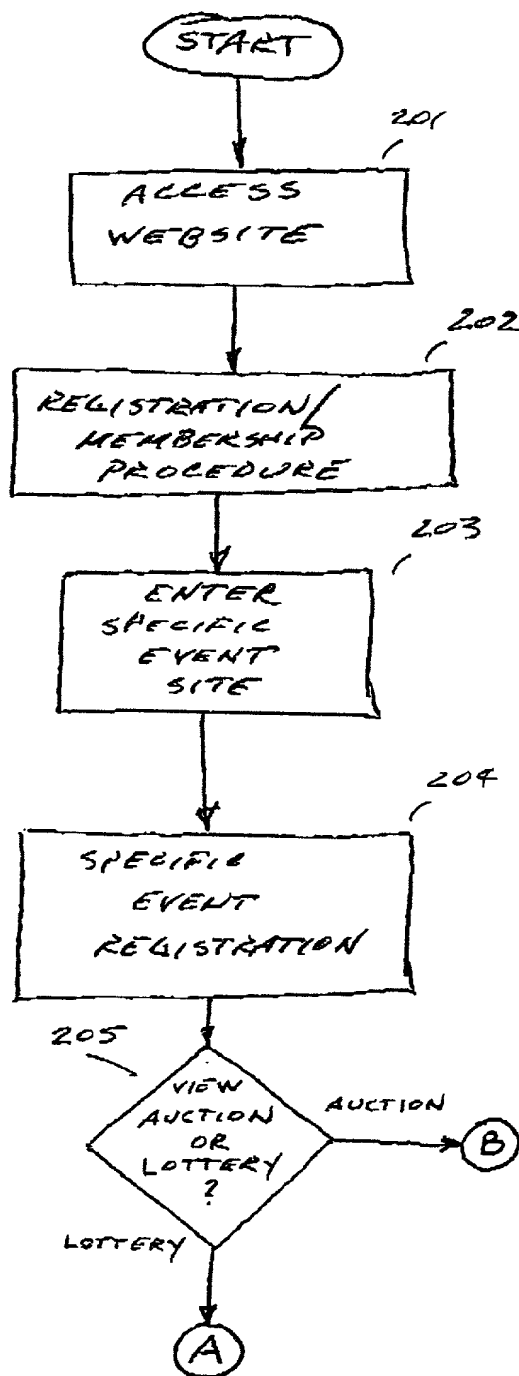 START
201
ACCESS
WEBSITE
202
REGISTRATION/
MEMBERSHIP
PROCEDURE
203
ENTER
SPECIFIC
EVENT
SITE
204
SPECIFIC
EVENT
REGISTRATION
205
VIEW
AUCTION
OR
LOTTERY
?
AUCTION
B
LOTTERY
A